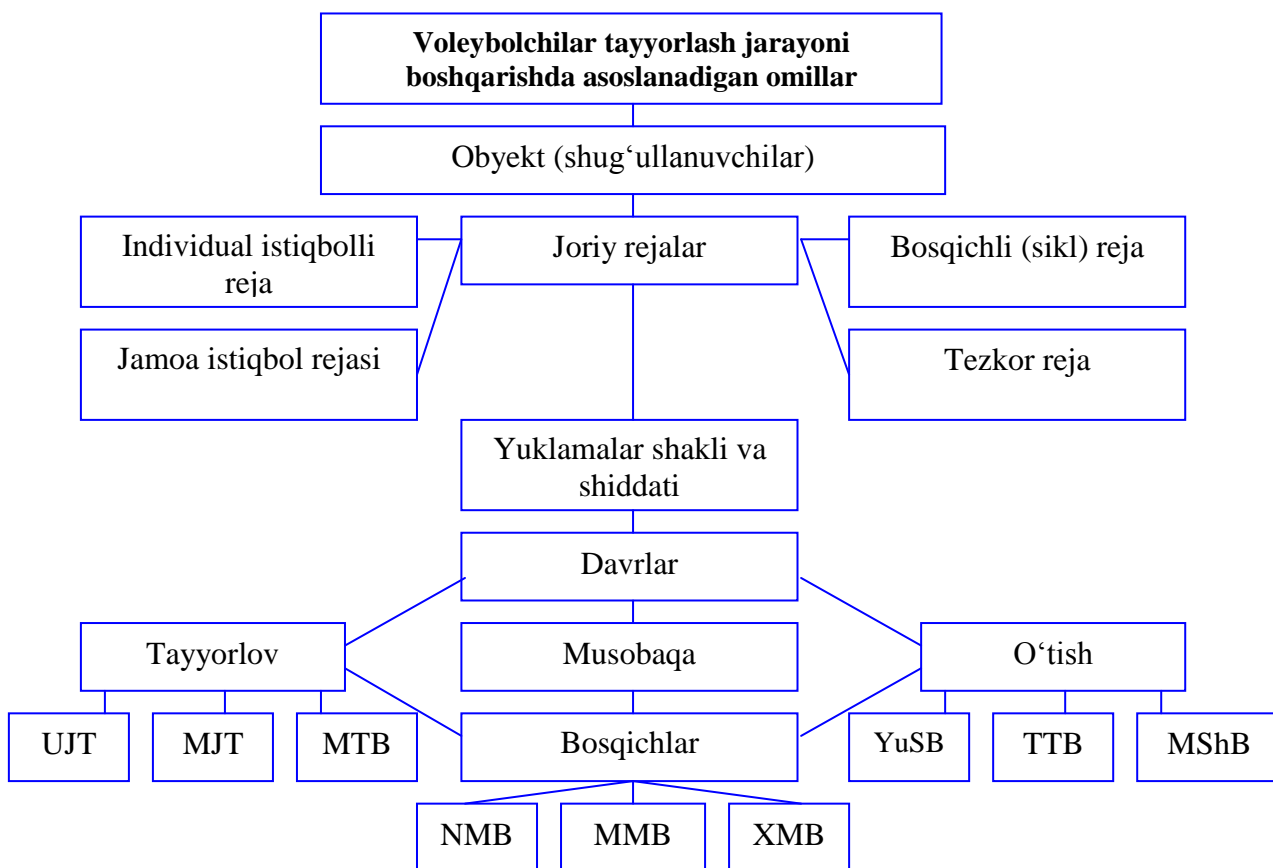 Voleybolchilar tayyorlash jarayoni
boshqarishda asoslanadigan omillar
Obyekt (shug‘ullanuvchilar)
Individual istiqbolli
reja
Joriy rejalar
Bosqichli (sikl) reja
Jamoa istiqbol rejasi
Tezkor reja
Yuklamalar shakli va
shiddati
Davrlar
Tayyorlov
Musobaqa
O‘tish
UJT
MJT
MTB
Bosqichlar
YuSB
TTB
MShB
NMB
MMB
XMB